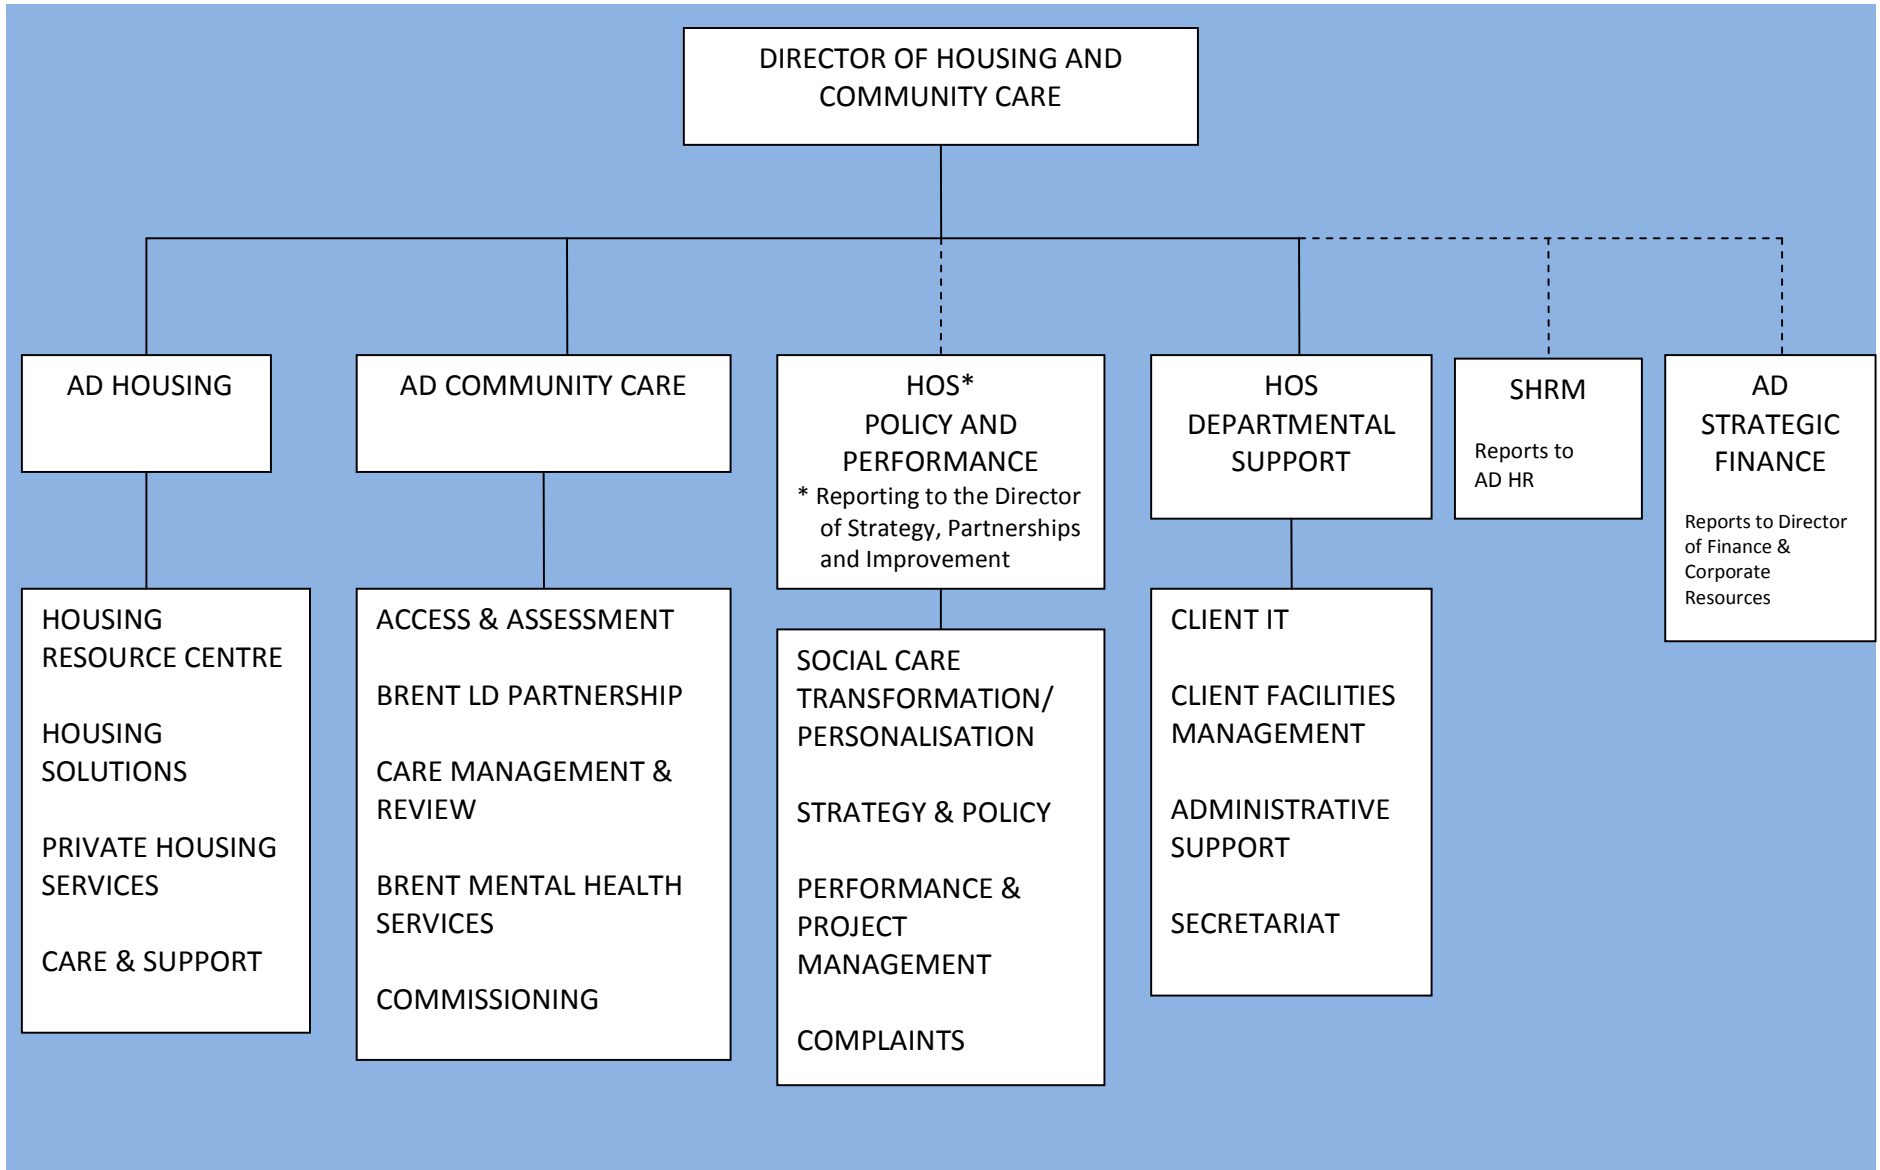 DIRECTOR OF HOUSING AND
COMMUNITY CARE
AD HOUSING
AD COMMUNITY CARE
HOS*
POLICY AND
PERFORMANCE
* Reporting to the Director
of Strategy, Partnerships
and Improvement
HOS
DEPARTMENTAL
SUPPORT
SHRM
Reports to
AD HR
AD
STRATEGIC
FINANCE
Reports to Director
of Finance &
Corporate
Resources
HOUSING
RESOURCE CENTRE
HOUSING
SOLUTIONS
PRIVATE HOUSING
SERVICES
CARE & SUPPORT
ACCESS & ASSESSMENT
BRENT LD PARTNERSHIP
CARE MANAGEMENT &
REVIEW
BRENT MENTAL HEALTH
SERVICES
COMMISSIONING
SOCIAL CARE
TRANSFORMATION/
PERSONALISATION
STRATEGY & POLICY
PERFORMANCE &
PROJECT
MANAGEMENT
COMPLAINTS
CLIENT IT
CLIENT FACILITIES
MANAGEMENT
ADMINISTRATIVE
SUPPORT
SECRETARIAT